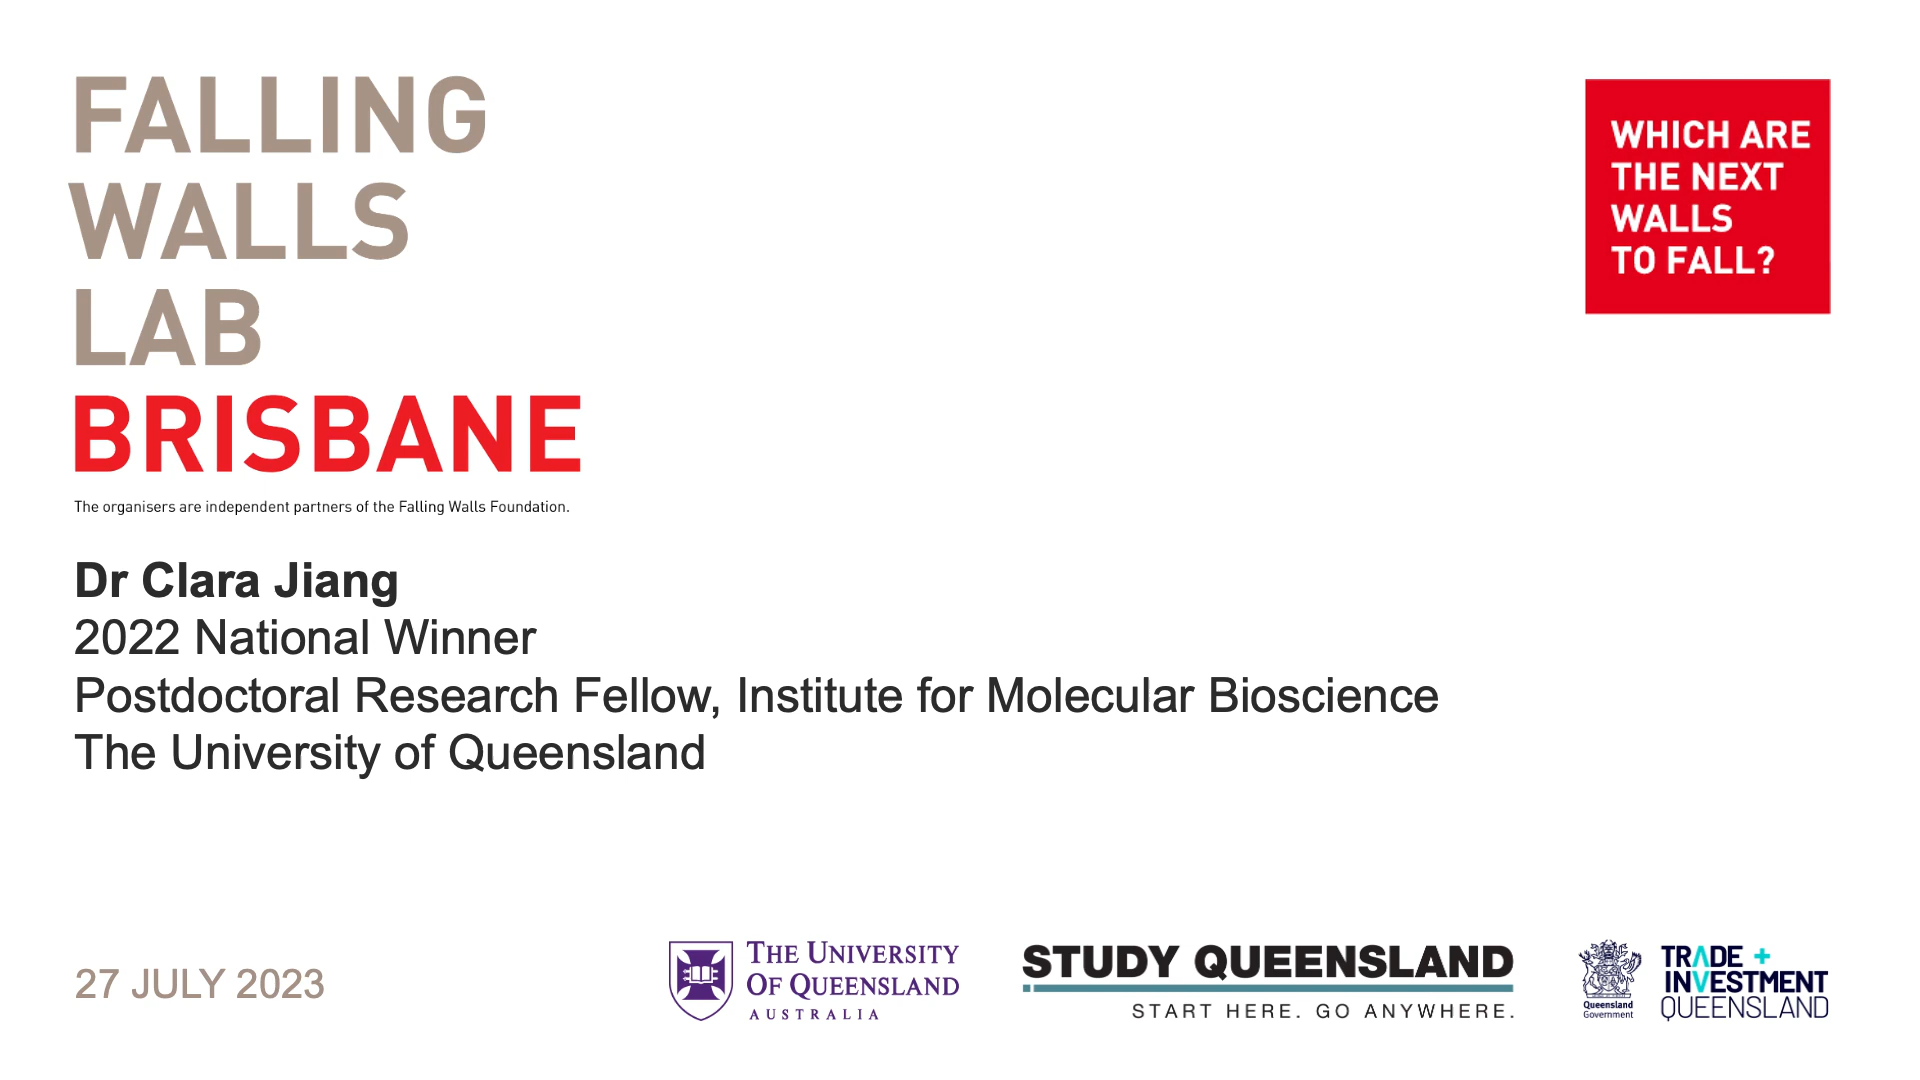 FALLING
WALLS
LAB
BRISBANE
The organisers are independent partners of the Falling Walls Foundation.
WHICH ARE
THE NEXT
WALLS
TO FALL?
Dr Clara Jiang
2022 National Winner
Postdoctoral Research Fellow, Institute for Molecular Bioscience
The University of Queensland
27 JULY 2023
THE UNIVERSITY
OF QUEENSLAND
AUSTRALIA
STUDY QUEENSLAND
START HERE. GO ANYWHERE.
Queensland
Government
TRADE +
INVESTMENT
QUEENSLAND